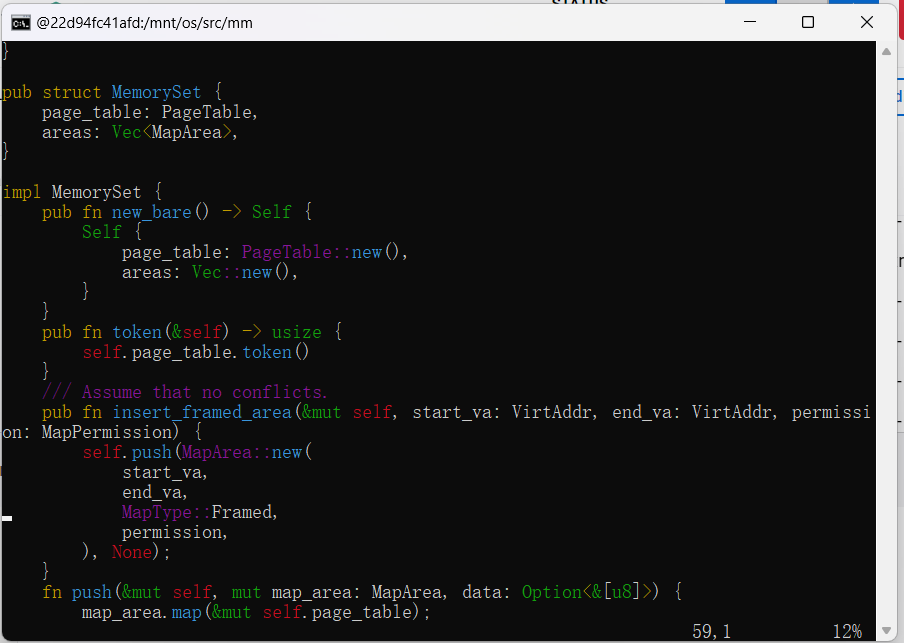 STATUS
@22d94fc41afd:/mnt/os/src/mm
}
pub struct MemorySet {
    page_table: PageTable,
    areas: Vec<MapArea>,
}
impl MemorySet {
    pub fn new_bare() -> Self {
        Self {
            page_table: PageTable::new(),
            areas: Vec::new(),
        }
    }
    pub fn token(&self) -> usize {
        self.page_table.token()
    }
    /// Assume that no conflicts.
    pub fn insert_framed_area(&mut self, start_va: VirtAddr, end_va: VirtAddr, permissi
on: MapPermission) {
        self.push(MapArea::new(
            start_va,
            end_va,
            MapType::Framed,
            permission,
        ), None);
    }
    fn push(&mut self, mut map_area: MapArea, data: Option<&[u8]>) {
        map_area.map(&mut self.page_table);
59,1 12%